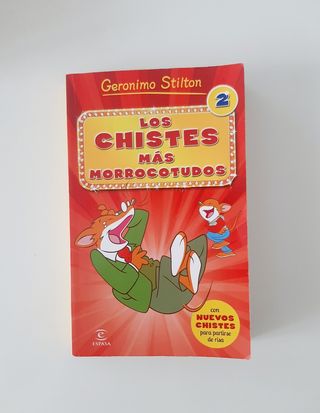 Geronimo Stilton
2
LOS
CHISTES
MÁS
MORROCOTUDOS
con
NUEVOS
CHISTES
para partirse
de risa
e
ESPASA